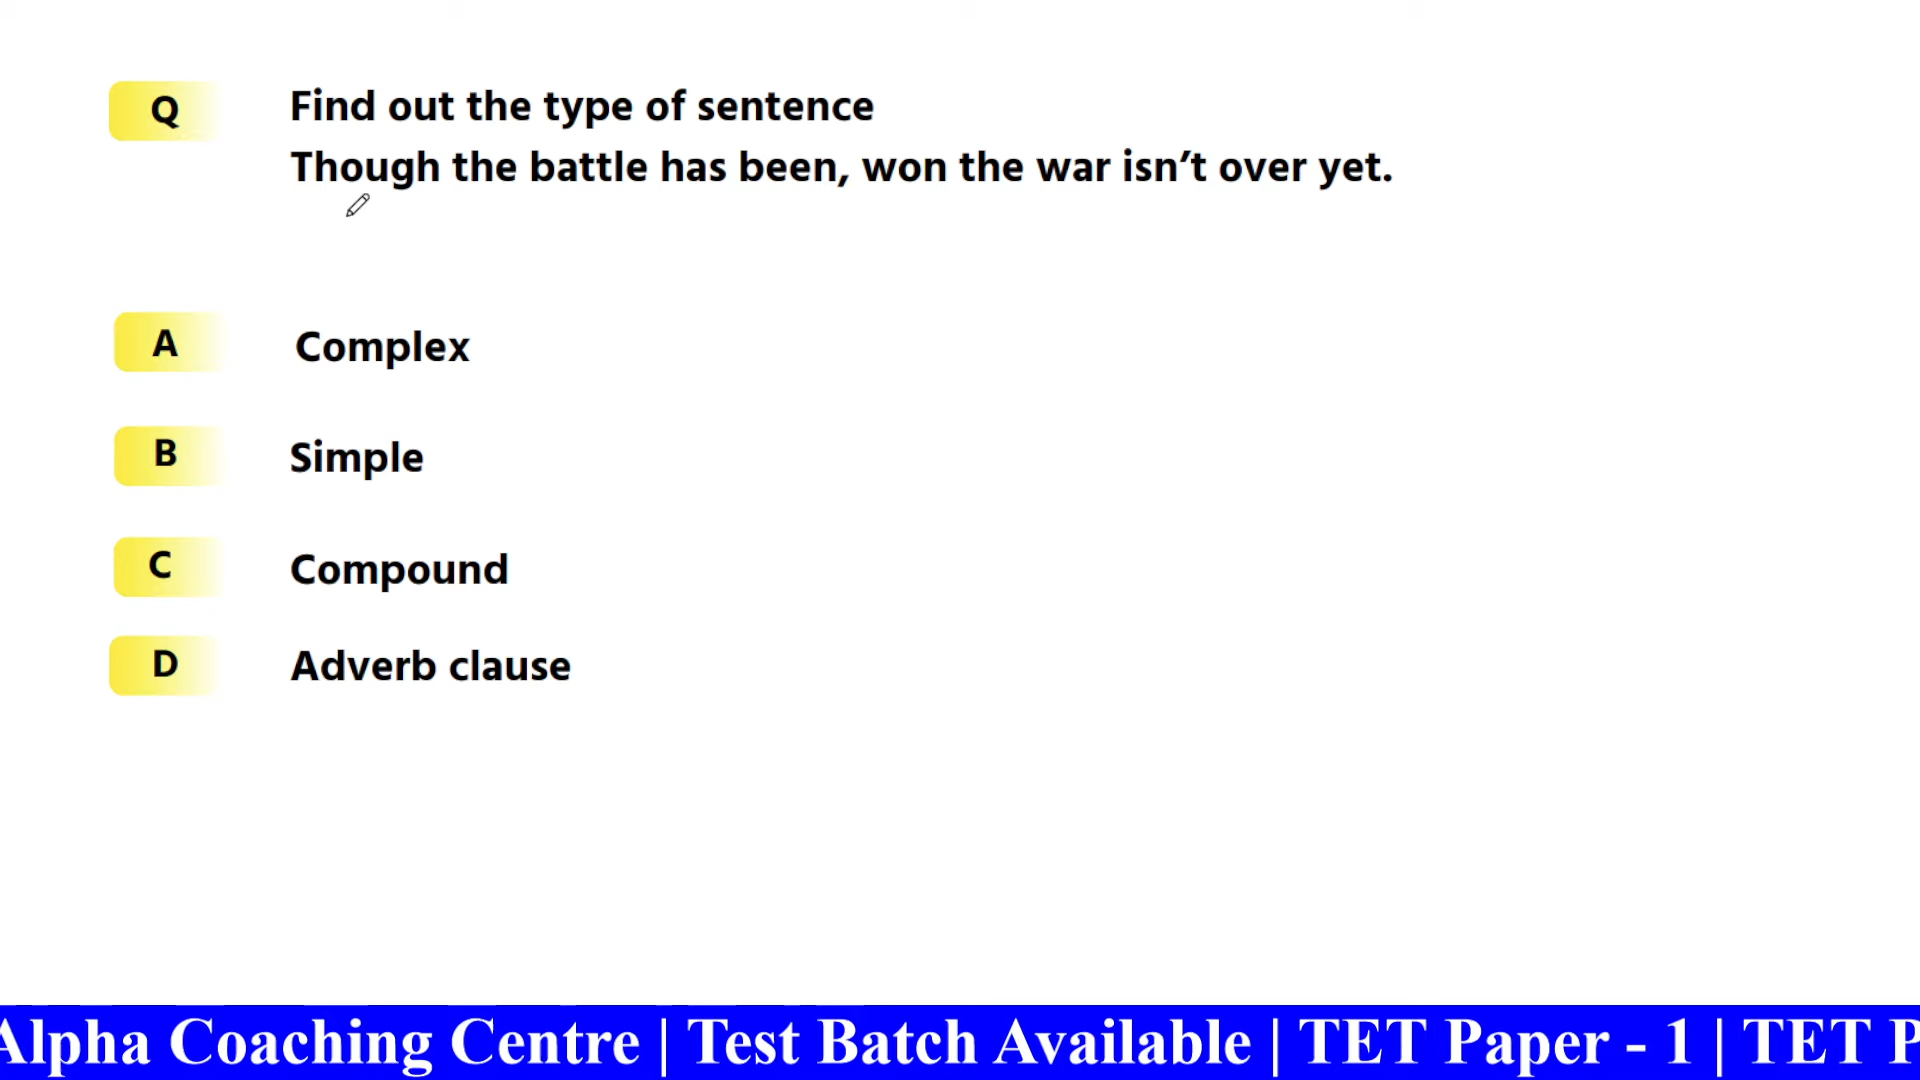 Q Find out the type of sentence
Though the battle has been, won the war isn’t over yet.
A Complex
B Simple
C Compound
D Adverb clause
Alpha Coaching Centre | Test Batch Available | TET Paper - 1 | TET P